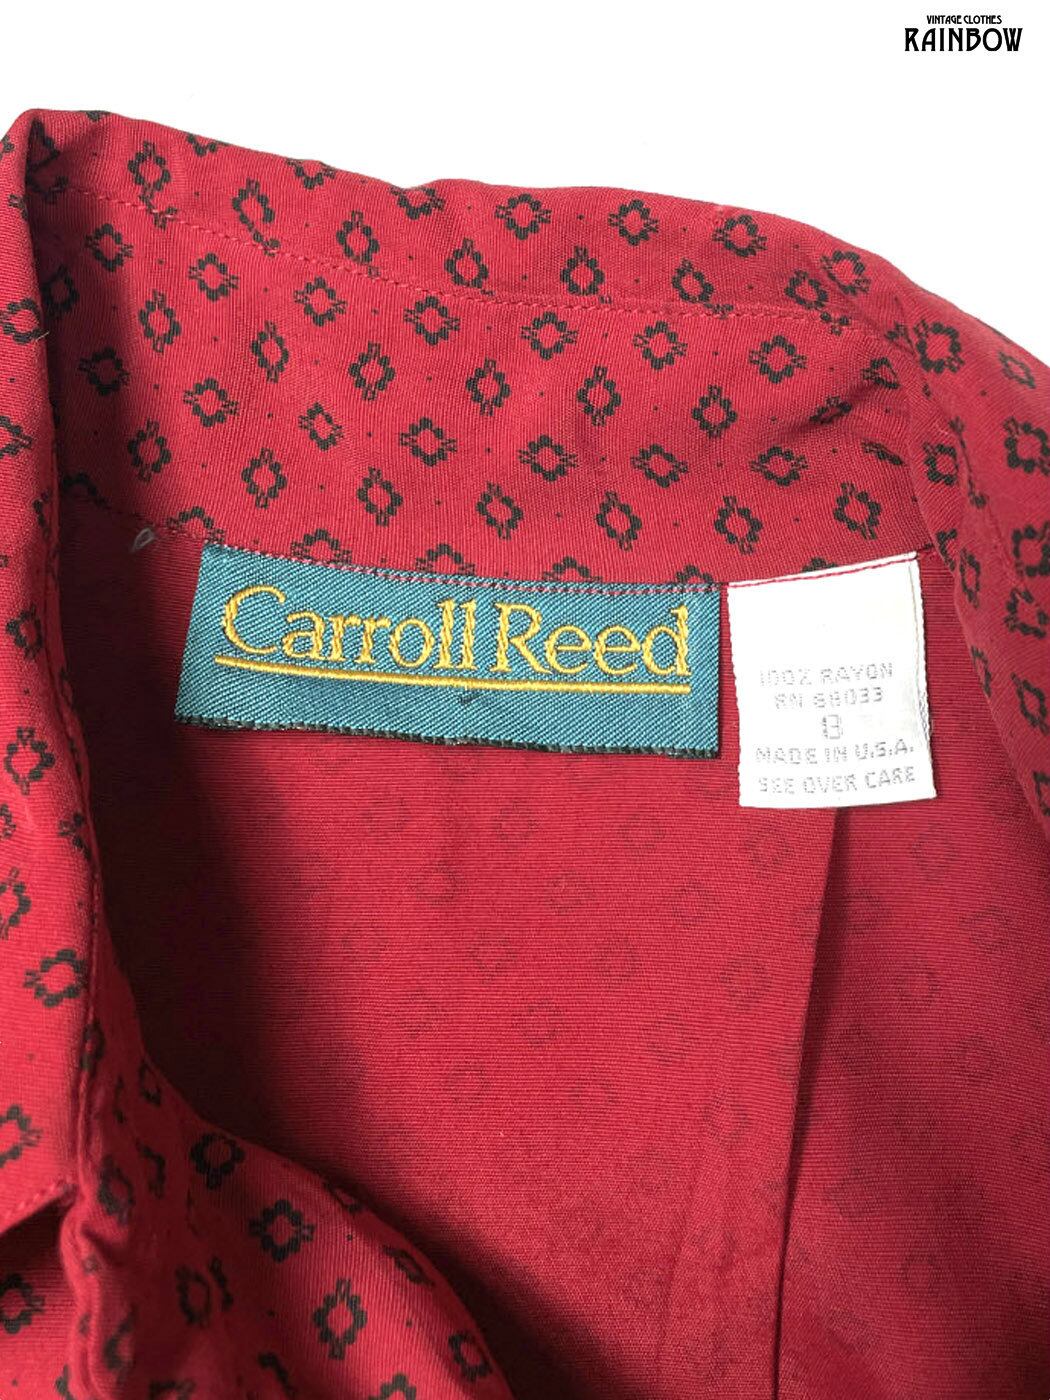 VINTAGE CLOTHES
RAINBOW
Carroll Reed
100% RAYON
RN 68033
8
MADE IN U.S.A.
SEE OVER CARE